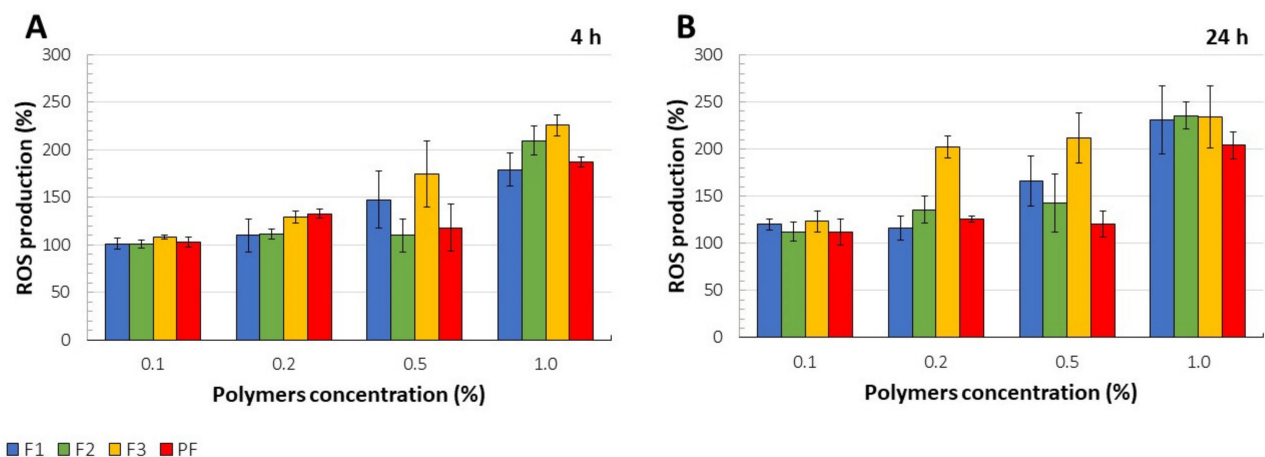 A
4 h
ROS production (%)
300
250
200
150
100
50
0
0.1 0.2 0.5 1.0
Polymers concentration (%)
B
24 h
ROS production (%)
300
250
200
150
100
50
0
0.1 0.2 0.5 1.0
Polymers concentration (%)
F1 F2 F3 PF